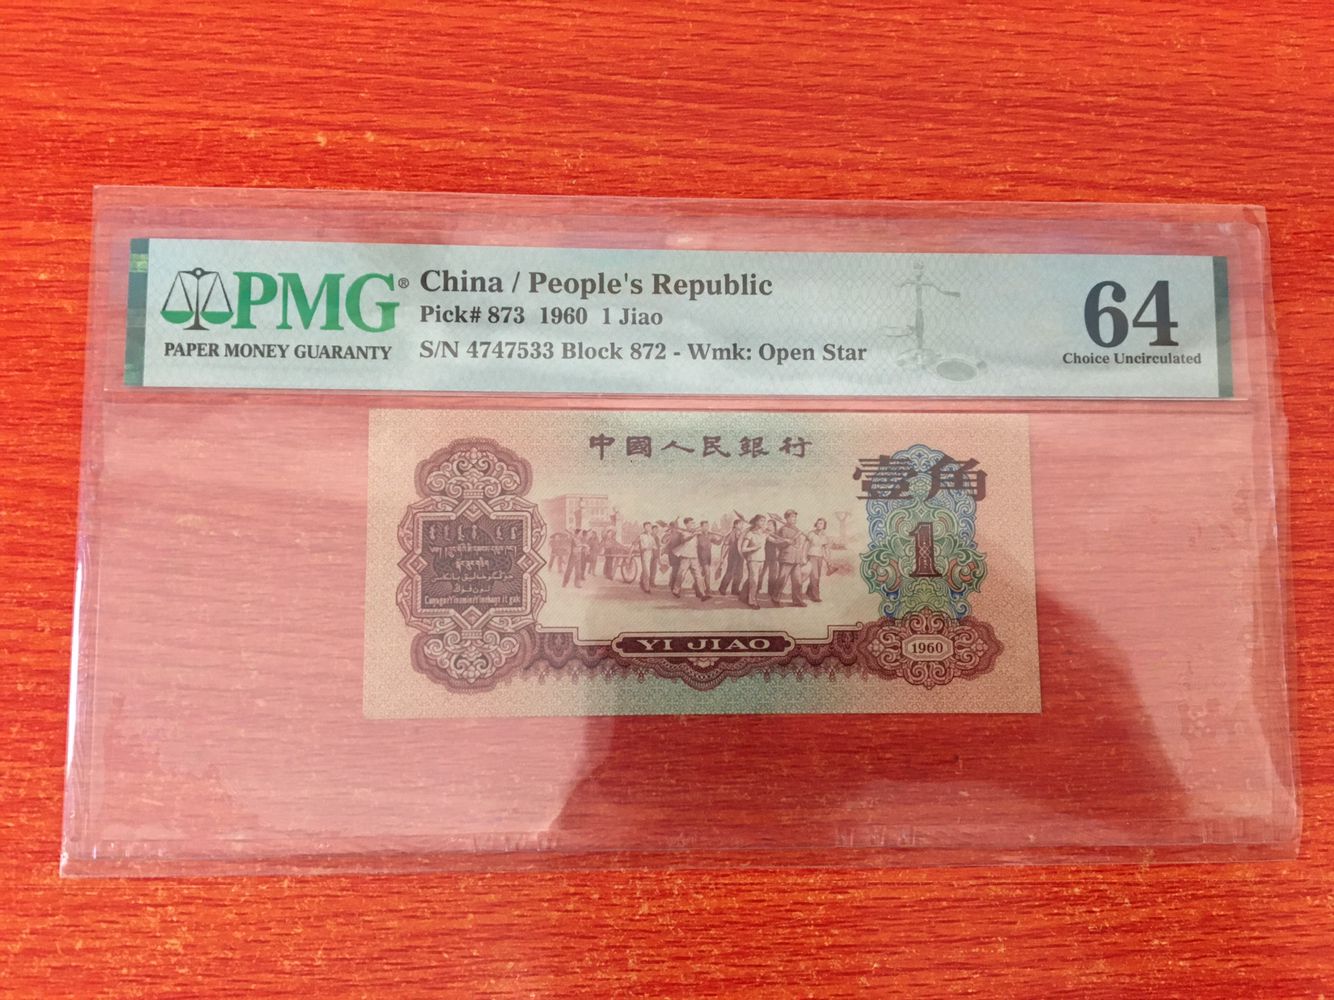 PMG®
PAPER MONEY GUARANTY
China / People's Republic
Pick# 873 1960 1 Jiao
S/N 4747533 Block 872 - Wmk: Open Star
64
Choice Uncirculated
中國人民銀行
壹角
1
YI JIAO
1960